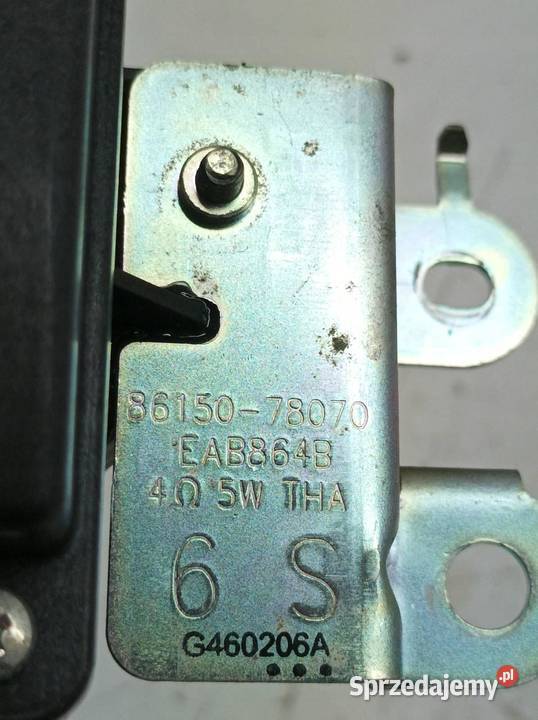 86150-78070
EAB864B
4Ω 5W THA
6 S
G460206A
Sprzedajemy.pl